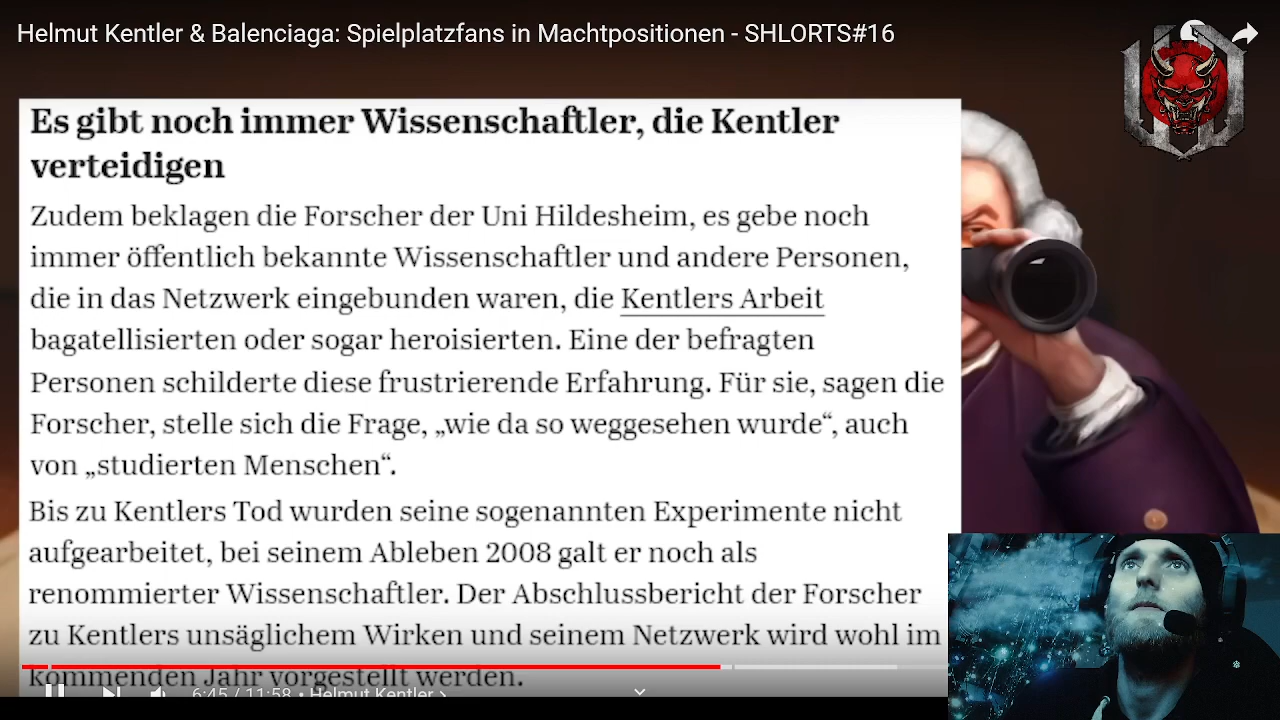 Helmut Kentler & Balenciaga: Spielplatzfans in Machtpositionen - SHLORTS#16
Es gibt noch immer Wissenschaftler, die Kentler
verteidigen
Zudem beklagen die Forscher der Uni Hildesheim, es gebe noch
immer öffentlich bekannte Wissenschaftler und andere Personen,
die in das Netzwerk eingebunden waren, die Kentlers Arbeit
bagatellisierten oder sogar heroisierten. Eine der befragten
Personen schilderte diese frustrierende Erfahrung. Für sie, sagen die
Forscher, stelle sich die Frage, „wie da so weggesehen wurde“, auch
von „studierten Menschen“.
Bis zu Kentlers Tod wurden seine sogenannten Experimente nicht
aufgearbeitet, bei seinem Ableben 2008 galt er noch als
renommierter Wissenschaftler. Der Abschlussbericht der Forscher
zu Kentlers unsäglichem Wirken und seinem Netzwerk wird wohl im
kommenden Jahr vorgestellt werden.
6:45 / 11:58 • Helmut Kentler ›